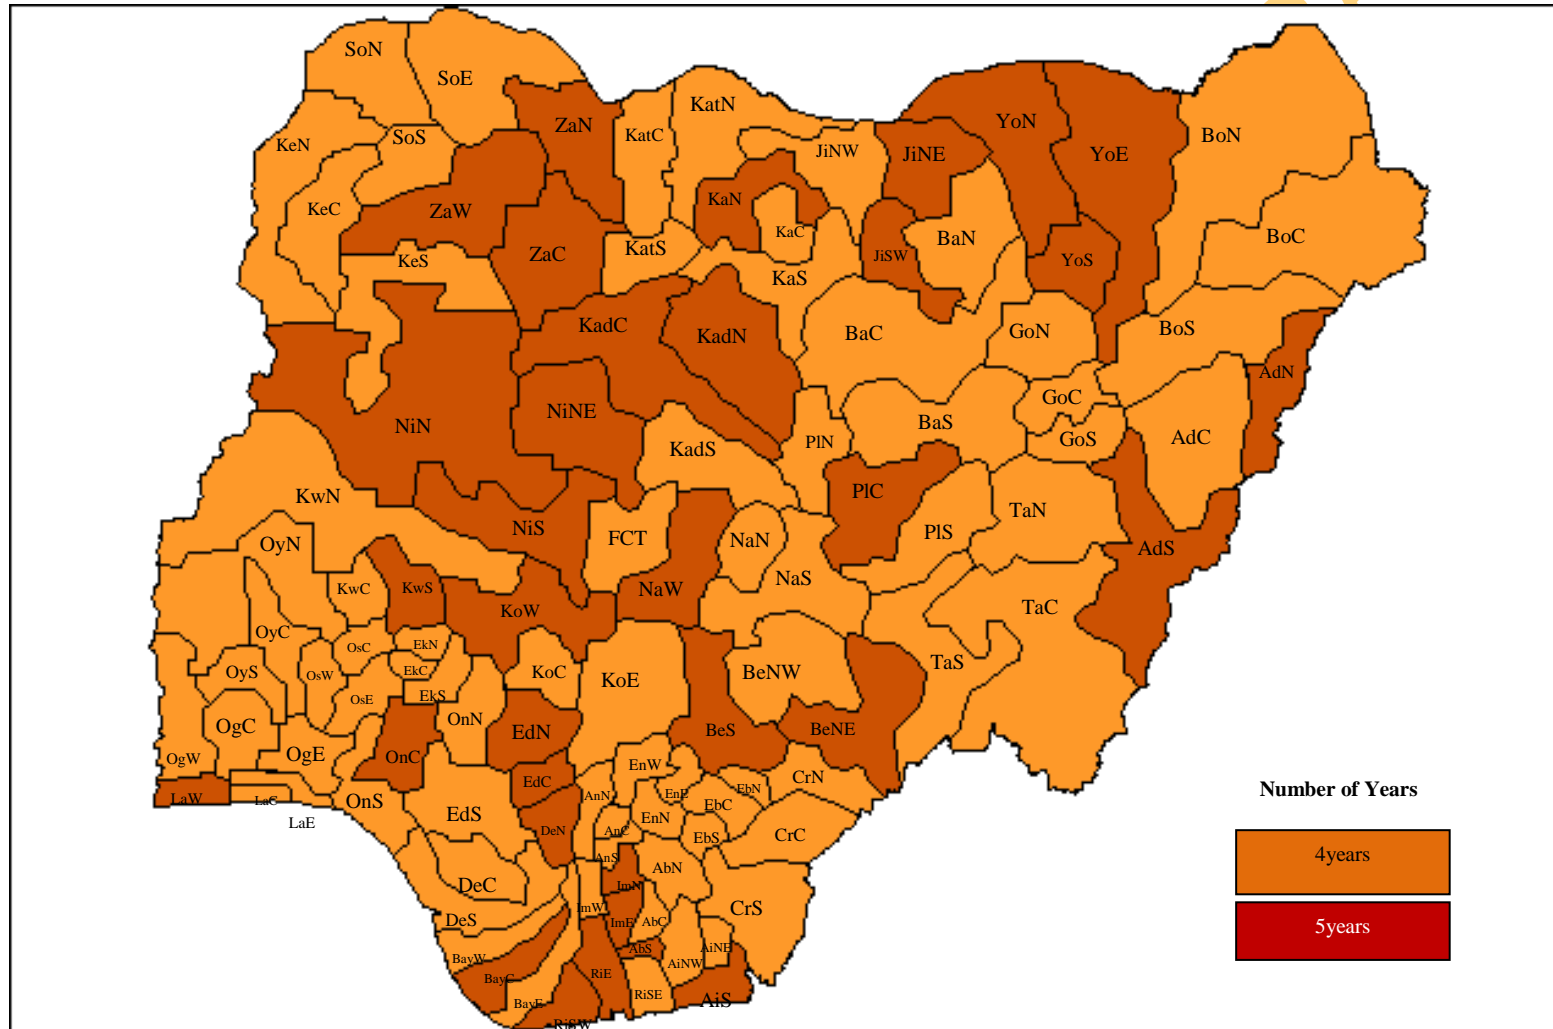 SoN
SoE
KatN
ZaN
KatC
YoN
BoN
KeN
SoS
JiNW
JiNE
YoE
KaN
KeC
ZaW
KaC
BaN
BoC
KatS
ZaC
JiSW
YoS
KeS
KaS
KadC
KadN
BaC
GoN
BoS
AdN
GoC
NiNE
NiN
BaS
PlN
GoS
AdC
KadS
PlC
KwN
TaN
NiS
FCT
NaN
PlS
OyN
AdS
NaS
KwC
KwS
NaW
KoW
TaC
OyC
OsC
EkN
EkC
OyS
OsW
KoC
BeNW
TaS
KoE
EkS
OsE
OnN
OgC
EdN
BeS
BeNE
OgE
OnC
OgW
EnW
CrN
EdC
EbN
EnE
AnN
LaW
LaC
OnS
EbC
LaE
EdS
EnN
DeN
AnC
EbS
CrC
AnS
AbN
DeC
ImN
ImW
CrS
DeS
ImE
AbC
AbS
AiNE
BayW
AiNW
BayC
RiE
RiSE
BayE
AiS
RiSW
Number of Years
4years
5years